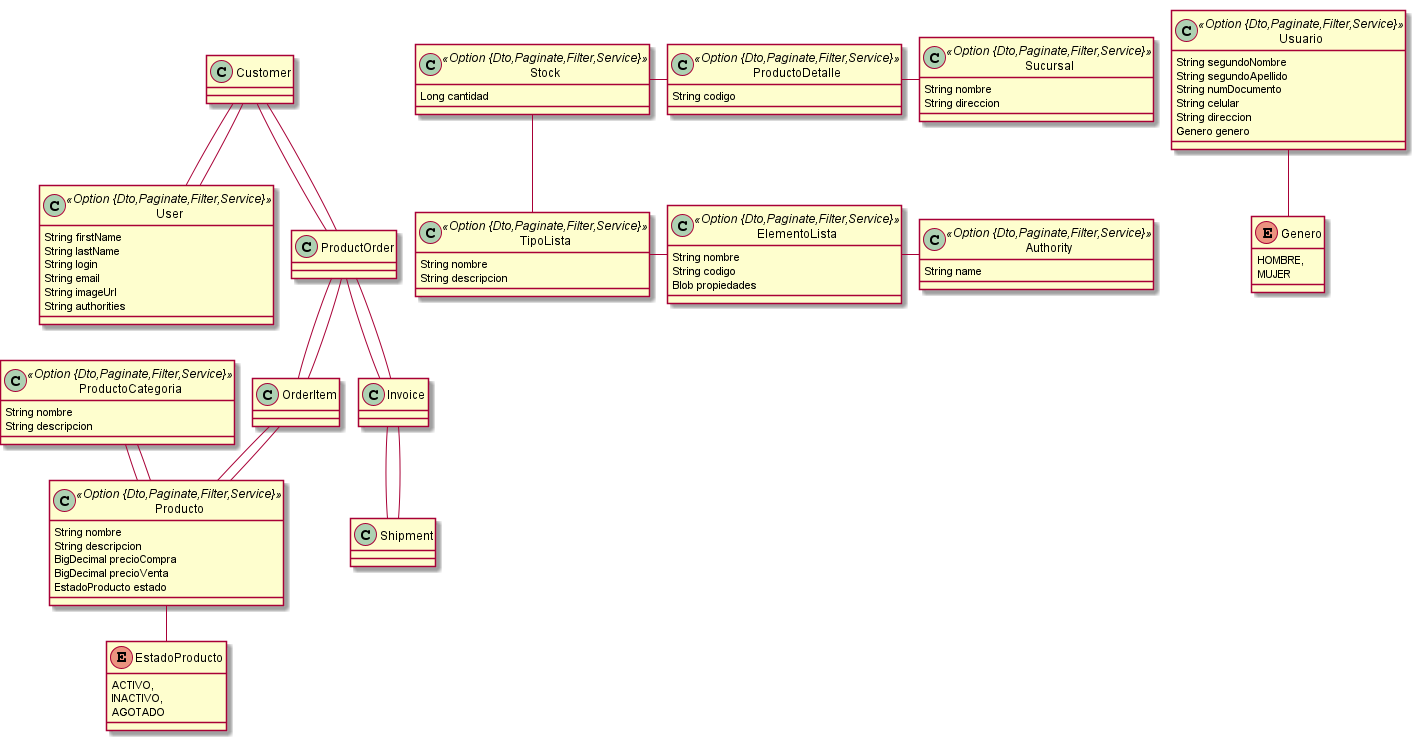 C Customer
C «Option {Dto,Paginate,Filter,Service}»
User
String firstName
String lastName
String login
String email
String imageUrl
String authorities
C ProductOrder
C «Option {Dto,Paginate,Filter,Service}»
ProductoCategoria
String nombre
String descripcion
C OrderItem
C Invoice
C «Option {Dto,Paginate,Filter,Service}»
Producto
String nombre
String descripcion
BigDecimal precioCompra
BigDecimal precioVenta
EstadoProducto estado
C Shipment
E EstadoProducto
ACTIVO,
INACTIVO,
AGOTADO
C «Option {Dto,Paginate,Filter,Service}»
Stock
Long cantidad
C «Option {Dto,Paginate,Filter,Service}»
ProductoDetalle
String codigo
C «Option {Dto,Paginate,Filter,Service}»
Sucursal
String nombre
String direccion
C «Option {Dto,Paginate,Filter,Service}»
TipoLista
String nombre
String descripcion
C «Option {Dto,Paginate,Filter,Service}»
ElementoLista
String nombre
String codigo
Blob propiedades
C «Option {Dto,Paginate,Filter,Service}»
Authority
String name
C «Option {Dto,Paginate,Filter,Service}»
Usuario
String segundoNombre
String segundoApellido
String numDocumento
String celular
String direccion
Genero genero
E Genero
HOMBRE,
MUJER